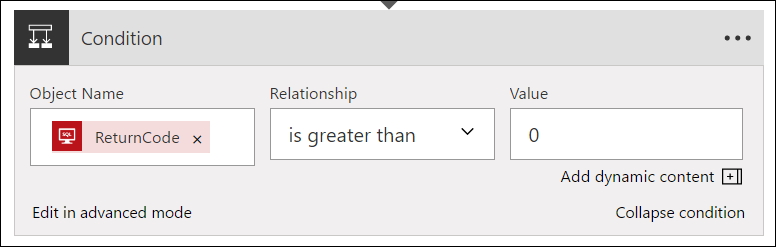 Condition
Object Name Relationship Value
SQL ReturnCode × is greater than 0
Add dynamic content
Edit in advanced mode Collapse condition